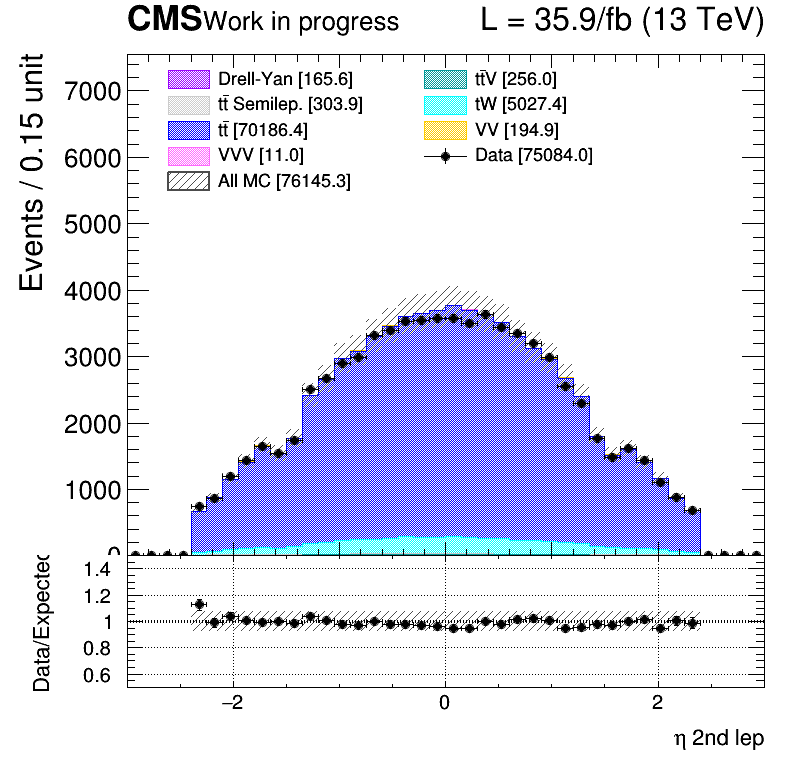 CMS Work in progress L = 35.9/fb (13 TeV)
Drell-Yan [165.6] tt̄V [256.0]
tt̄ Semilep. [303.9] tW [5027.4]
tt̄ [70186.4] VV [194.9]
VVV [11.0] Data [75084.0]
All MC [76145.3]
Events / 0.15 unit
7000
6000
5000
4000
3000
2000
1000
0
Data/Expected
1.4
1.2
1
0.8
0.6
−2 0 2
η 2nd lep